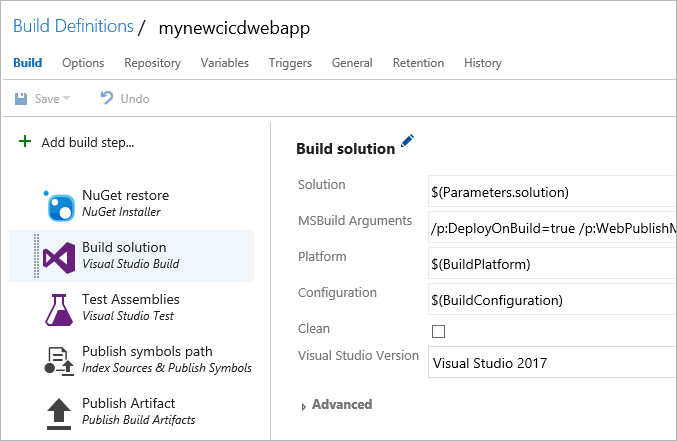 Build Definitions / mynewcicdwebapp
Build Options Repository Variables Triggers General Retention History
Save Undo
Add build step...
NuGet restore
NuGet Installer
Build solution
Visual Studio Build
Test Assemblies
Visual Studio Test
Publish symbols path
Index Sources & Publish Symbols
Publish Artifact
Publish Build Artifacts
Build solution
Solution $(Parameters.solution)
MSBuild Arguments /p:DeployOnBuild=true /p:WebPublishM
Platform $(BuildPlatform)
Configuration $(BuildConfiguration)
Clean
Visual Studio Version Visual Studio 2017
Advanced